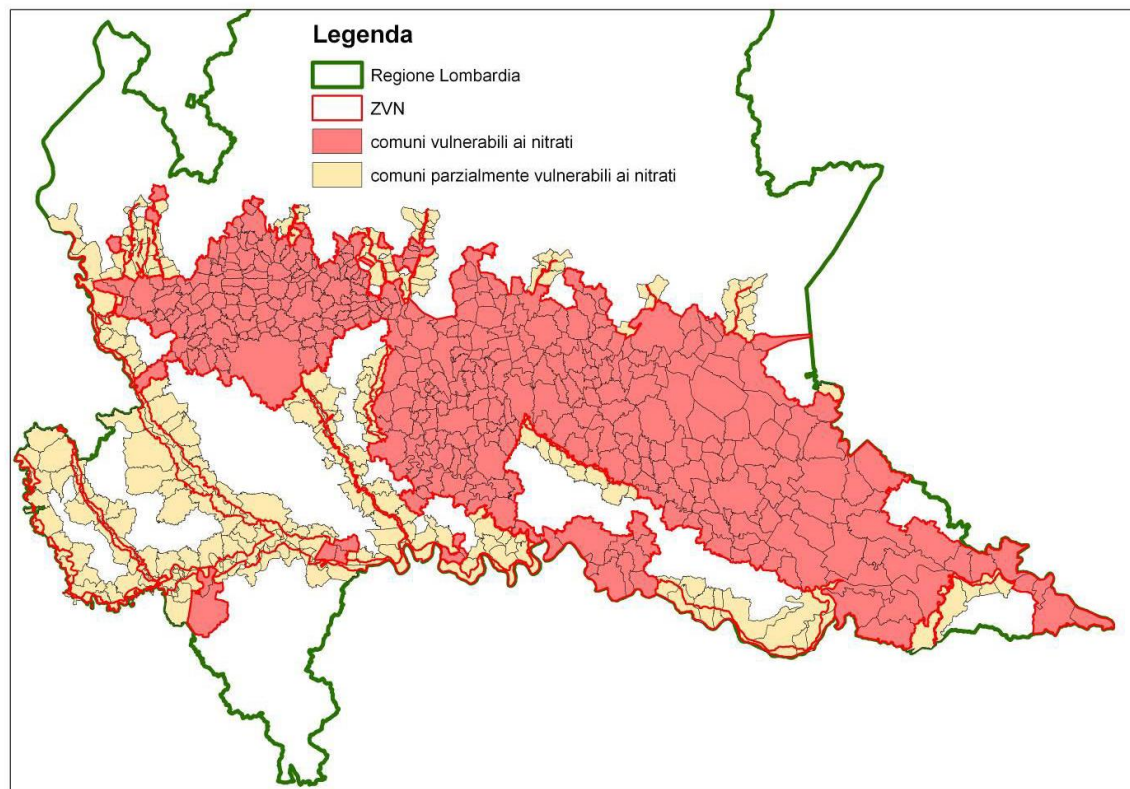 Legenda
Regione Lombardia
ZVN
comuni vulnerabili ai nitrati
comuni parzialmente vulnerabili ai nitrati